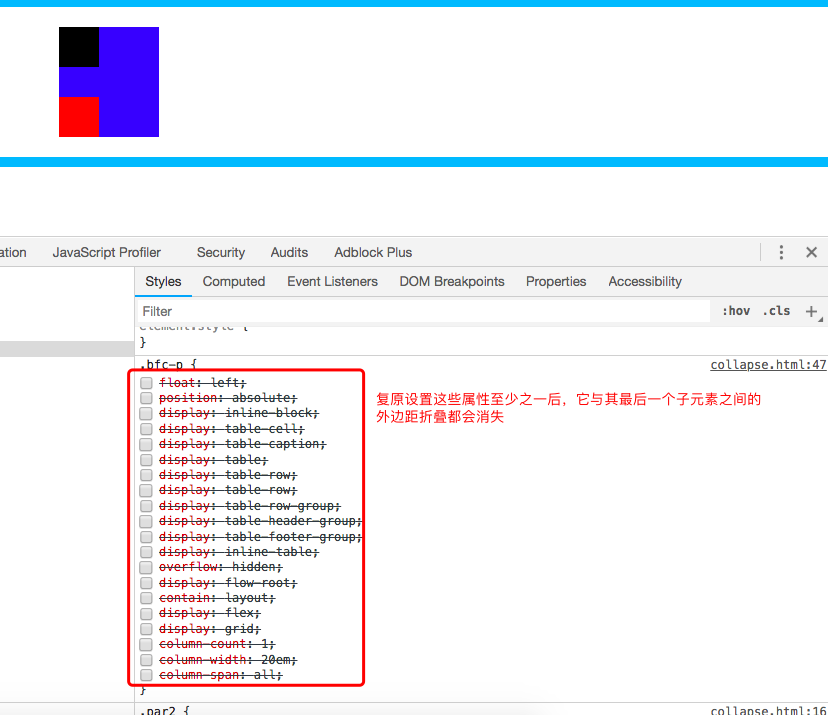 ation JavaScript Profiler Security Audits Adblock Plus
Styles Computed Event Listeners DOM Breakpoints Properties Accessibility
Filter :hov .cls +
element.style {
}
.bfc-p { collapse.html:47
float: left;
position: absolute;
display: inline-block;
display: table-cell;
display: table-caption;
display: table;
display: table-row;
display: table-row;
display: table-row-group;
display: table-header-group;
display: table-footer-group;
display: inline-table;
overflow: hidden;
display: flow-root;
contain: layout;
display: flex;
display: grid;
column-count: 1;
column-width: 20em;
column-span: all;
}
复原设置这些属性至少之一后，它与其最后一个子元素之间的
外边距折叠都会消失
.par2 { collapse.html:16